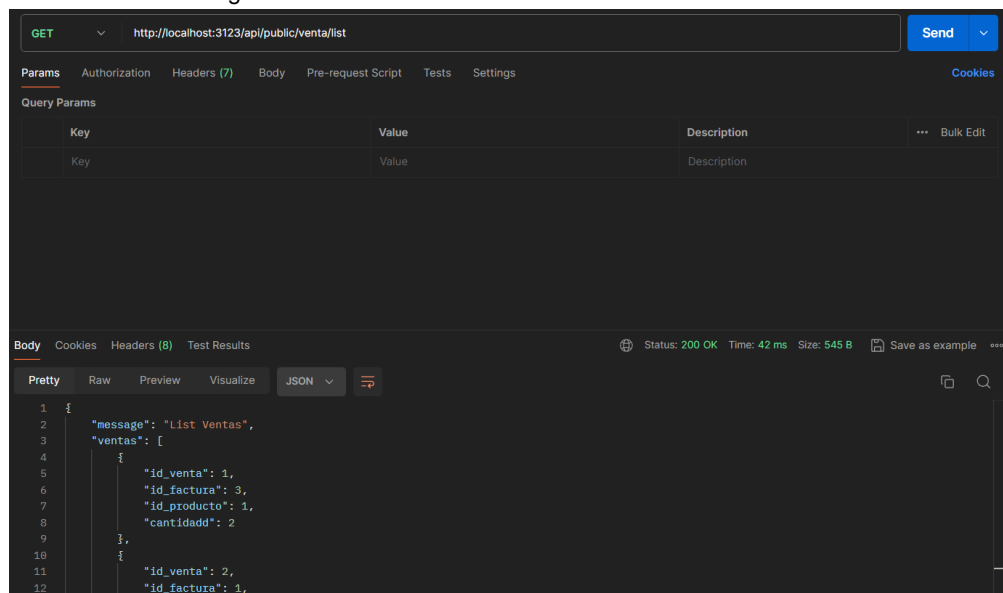 GET http://localhost:3123/api/public/venta/list Send
Params Authorization Headers (7) Body Pre-request Script Tests Settings Cookies
Query Params
Key Value Description ••• Bulk Edit
Key Value Description
Body Cookies Headers (8) Test Results Status: 200 OK Time: 42 ms Size: 545 B Save as example
Pretty Raw Preview Visualize JSON
1 {
2 "message": "List Ventas",
3 "ventas": [
4 {
5 "id_venta": 1,
6 "id_factura": 3,
7 "id_producto": 1,
8 "cantidadd": 2
9 },
10 {
11 "id_venta": 2,
12 "id_factura": 1,